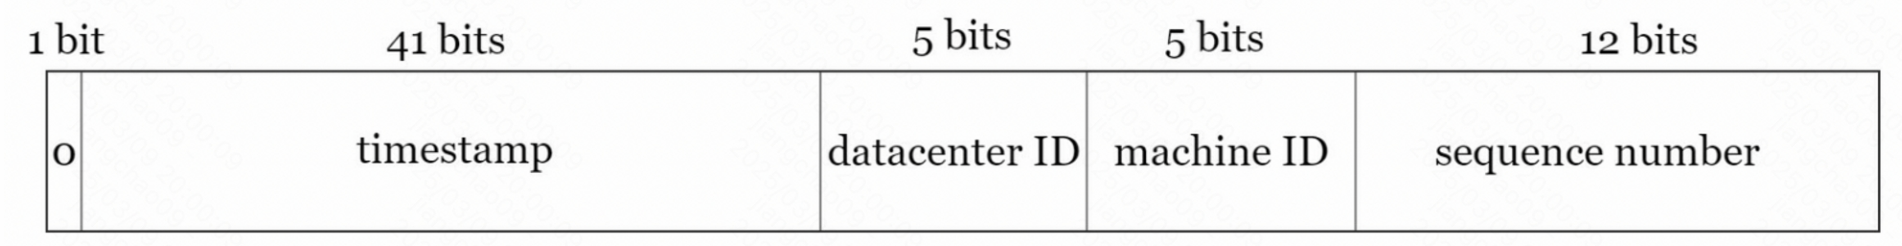 1 bit 41 bits 5 bits 5 bits 12 bits
0 timestamp datacenter ID machine ID sequence number